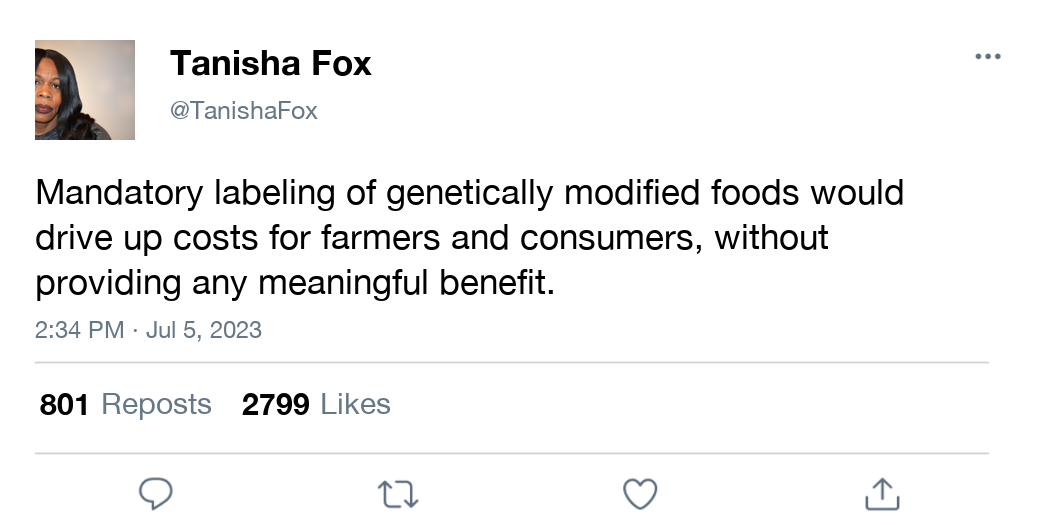 Tanisha Fox
@TanishaFox
Mandatory labeling of genetically modified foods would
drive up costs for farmers and consumers, without
providing any meaningful benefit.
2:34 PM · Jul 5, 2023
801 Reposts 2799 Likes